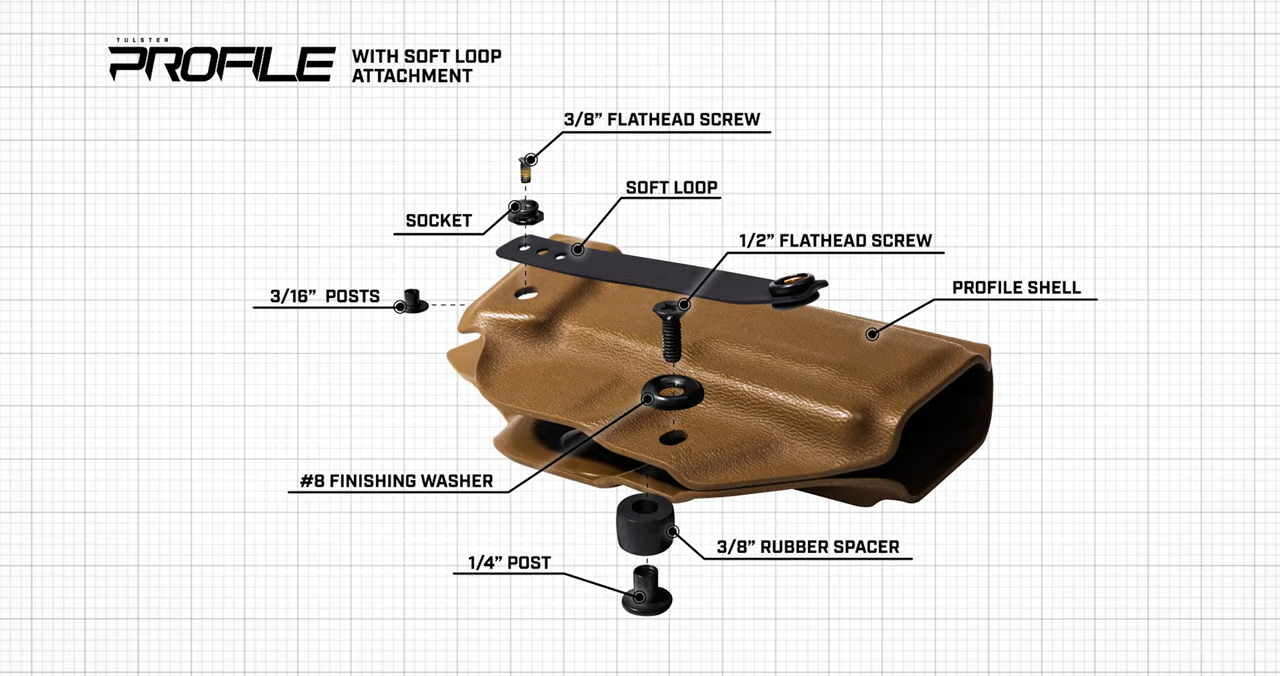 TULSTER
PROFILE
WITH SOFT LOOP
ATTACHMENT
3/8” FLATHEAD SCREW
SOFT LOOP
SOCKET
1/2” FLATHEAD SCREW
3/16” POSTS
PROFILE SHELL
#8 FINISHING WASHER
3/8” RUBBER SPACER
1/4” POST